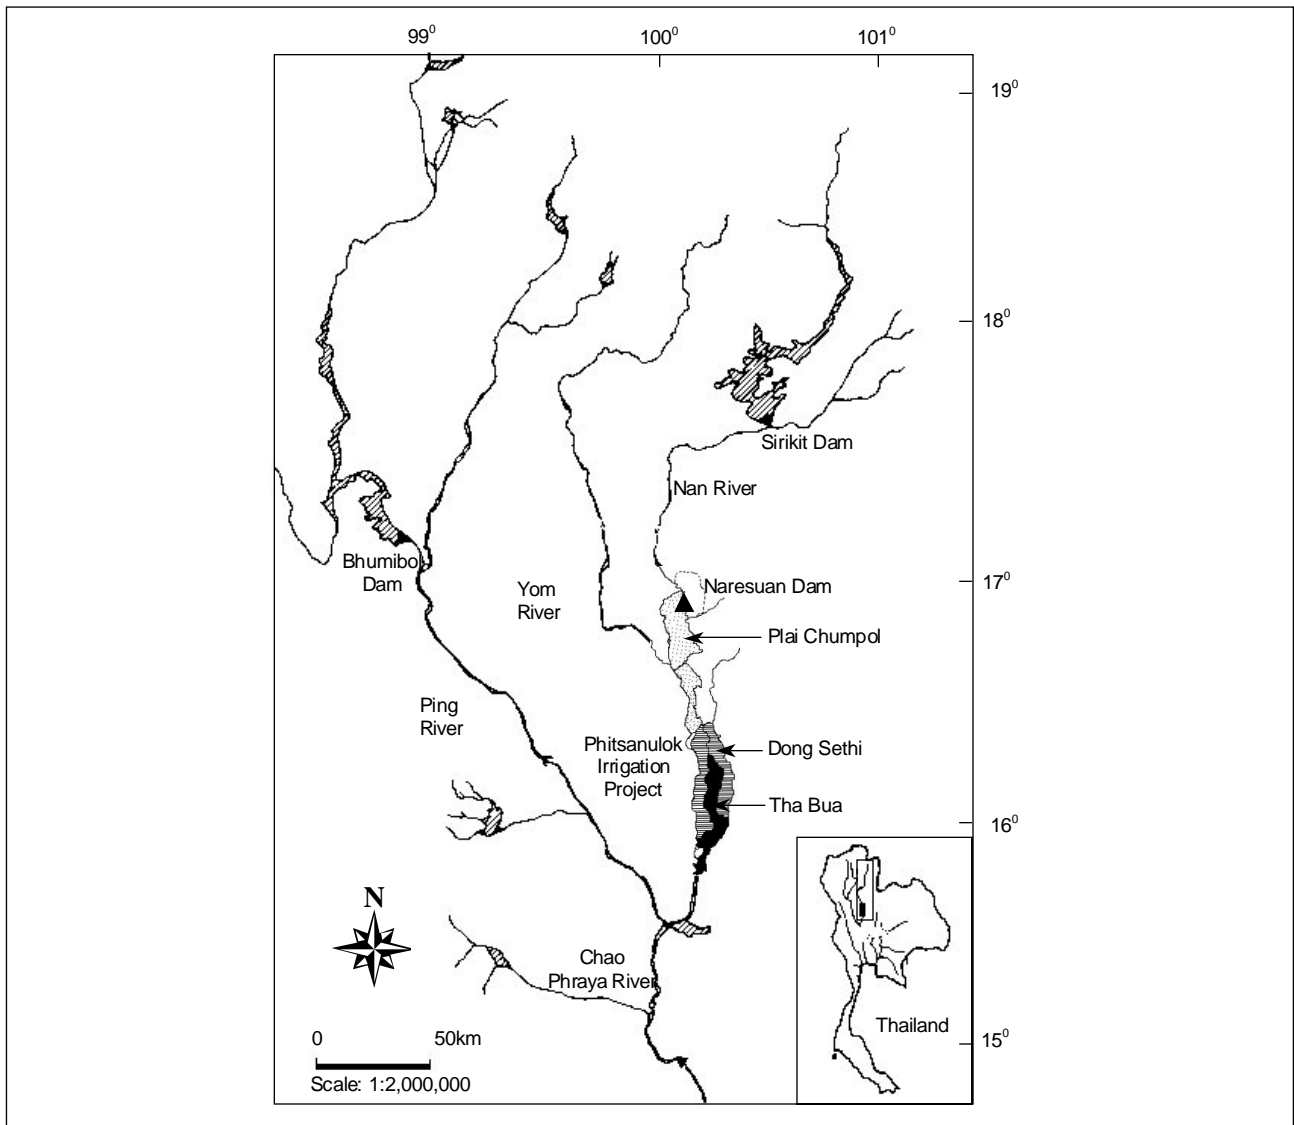 99⁰
100⁰
101⁰
19⁰
18⁰
Sirikit Dam
Nan River
Bhumibol
Dam
17⁰
Naresuan Dam
Yom
River
Plai Chumpol
Ping
River
Phitsanulok
Irrigation
Project
Dong Sethi
Tha Bua
16⁰
N
Chao
Phraya River
Thailand
15⁰
0 50km
Scale: 1:2,000,000